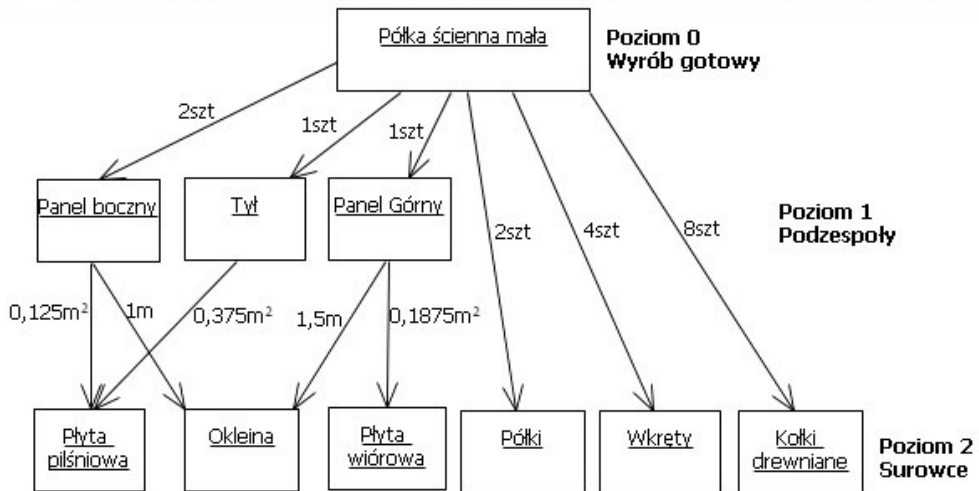 Półka ścienna mała
Poziom 0
Wyrób gotowy
2szt
1szt
1szt
Panel boczny
Tył
Panel Górny
2szt
4szt
8szt
Poziom 1
Podzespoły
0,125m²
1m
0,375m²
1,5m
0,1875m²
Płyta
pilśniowa
Okleina
Płyta
wiórowa
Półki
Wkręty
Kołki
drewniane
Poziom 2
Surowce